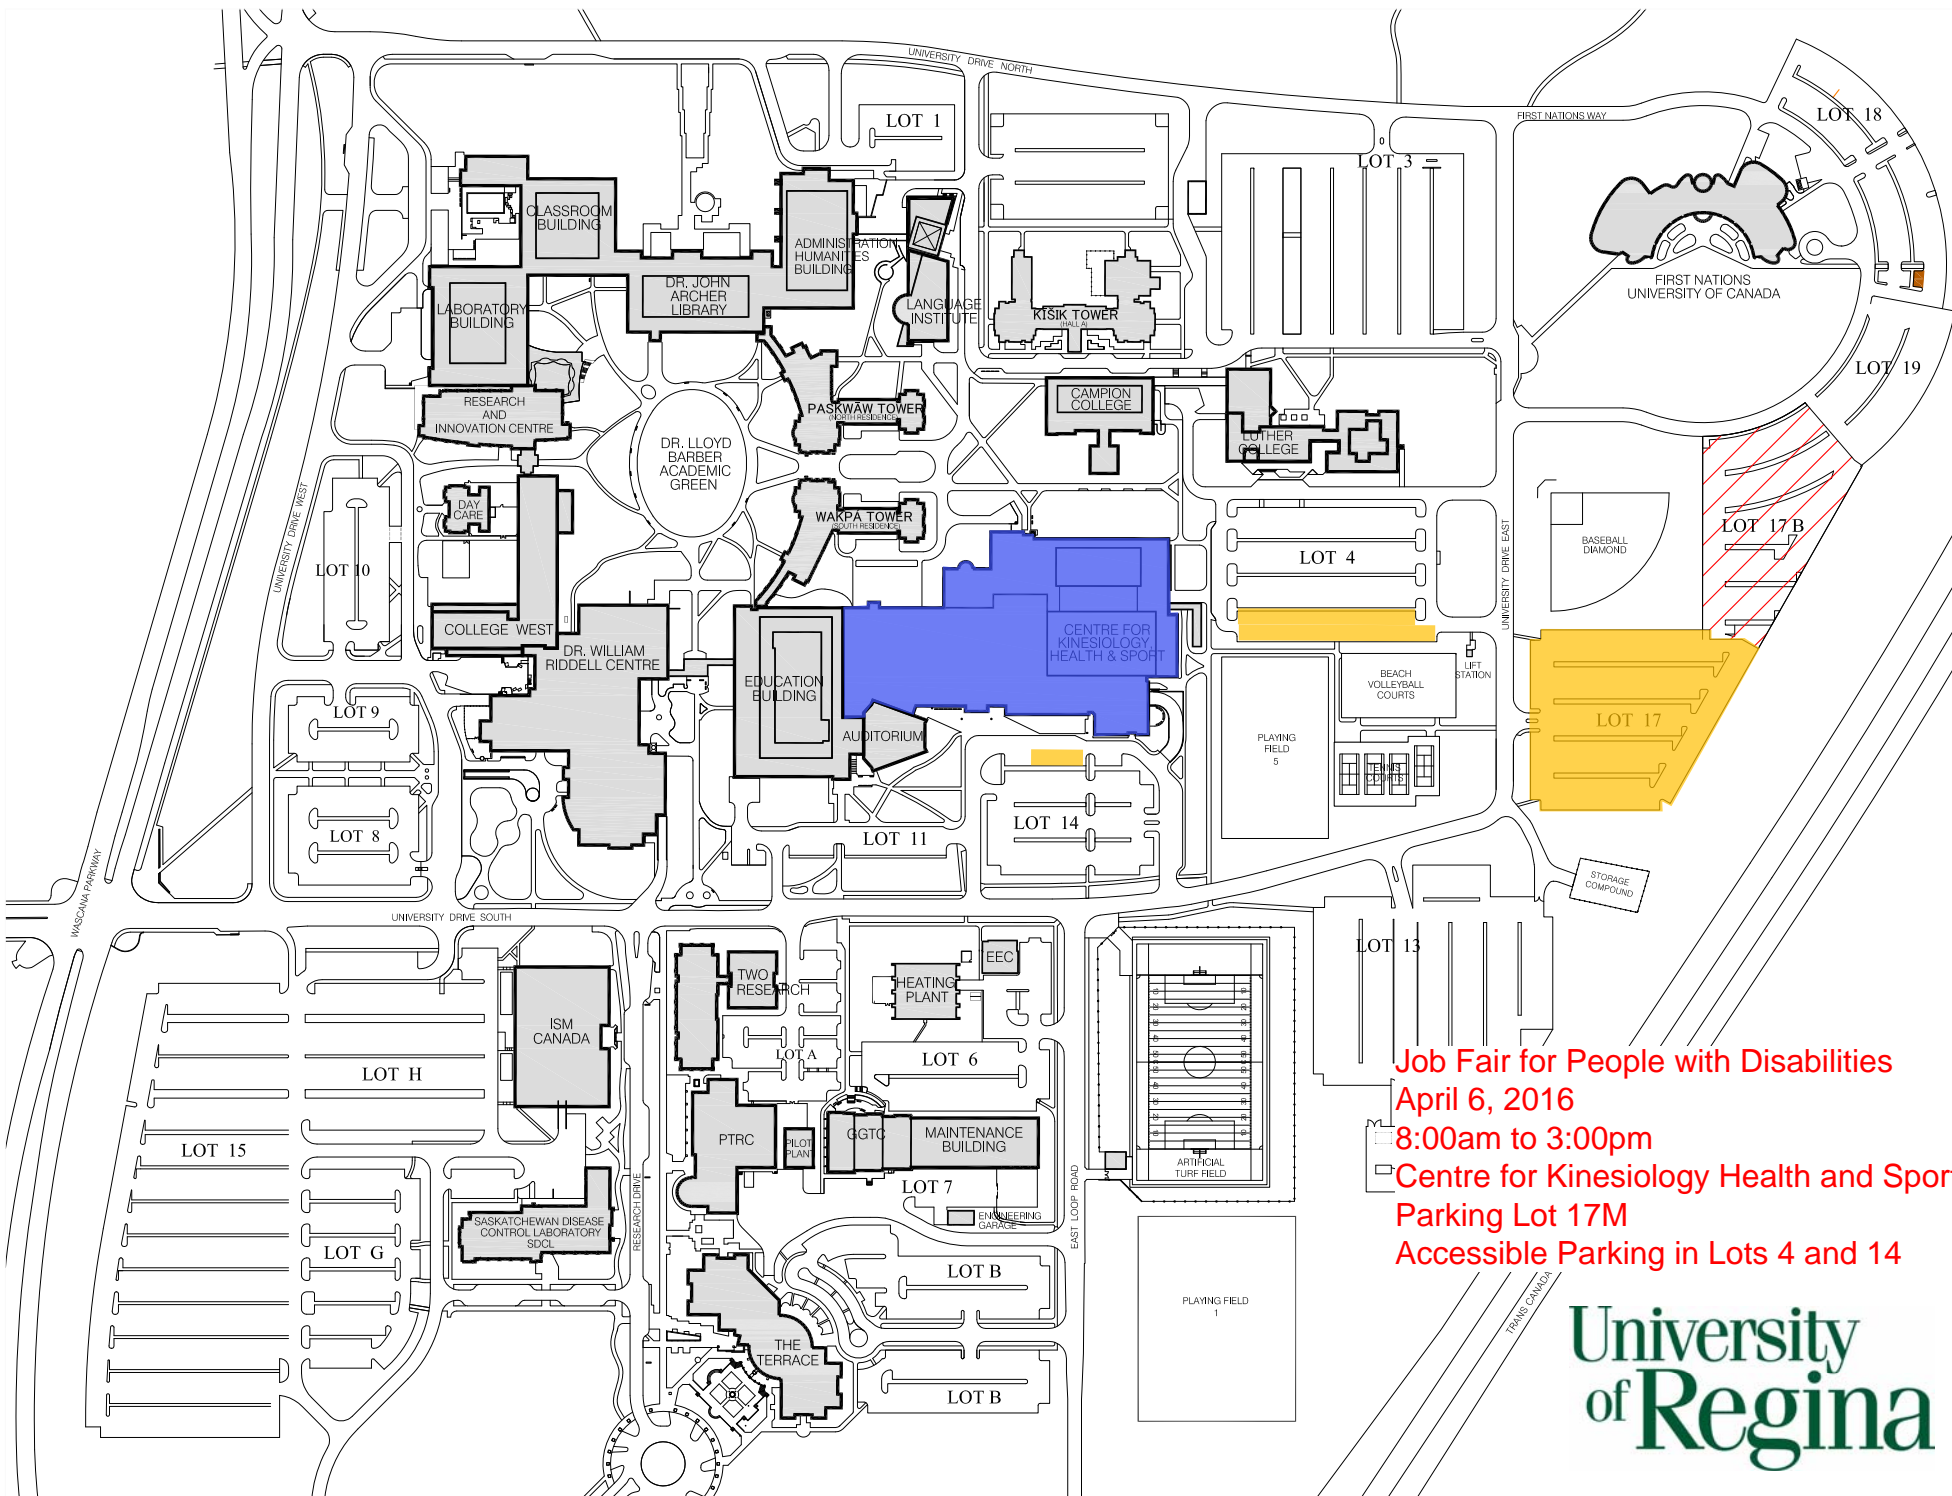 UNIVERSITY DRIVE NORTH
FIRST NATIONS WAY
LOT 18
LOT 1
LOT 3
CLASSROOM
BUILDING
ADMINISTRATION
HUMANITIES
BUILDING
DR. JOHN
ARCHER
LIBRARY
LABORATORY
BUILDING
LANGUAGE
INSTITUTE
KĪSIK TOWER
(HALL A)
FIRST NATIONS
UNIVERSITY OF CANADA
LOT 19
RESEARCH
AND
INNOVATION CENTRE
PASKWĀW TOWER
(NORTH RESIDENCE)
CAMPION
COLLEGE
LUTHER
COLLEGE
DR. LLOYD
BARBER
ACADEMIC
GREEN
DAY
CARE
WAKPÁ TOWER
(SOUTH RESIDENCE)
UNIVERSITY DRIVE WEST
LOT 10
LOT 4
UNIVERSITY DRIVE EAST
BASEBALL
DIAMOND
LOT 17 B
COLLEGE WEST
DR. WILLIAM
RIDDELL CENTRE
EDUCATION
BUILDING
CENTRE FOR
KINESIOLOGY,
HEALTH & SPORT
LIFT
STATION
BEACH
VOLLEYBALL
COURTS
LOT 17
LOT 9
AUDITORIUM
PLAYING
FIELD
5
TENNIS
COURTS
LOT 8
LOT 11
LOT 14
WASCANA PARKWAY
STORAGE
COMPOUND
UNIVERSITY DRIVE SOUTH
LOT 13
TWO
RESEARCH
HEATING
PLANT
EEC
ISM
CANADA
LOT A
LOT 6
LOT H
Job Fair for People with Disabilities
April 6, 2016
8:00am to 3:00pm
Centre for Kinesiology Health and Sport
Parking Lot 17M
Accessible Parking in Lots 4 and 14
LOT 15
PTRC
PILOT
PLANT
GGTC
MAINTENANCE
BUILDING
ARTIFICIAL
TURF FIELD
LOT 7
ENGINEERING
GARAGE
SASKATCHEWAN DISEASE
CONTROL LABORATORY
SDCL
RESEARCH DRIVE
EAST LOOP ROAD
LOT G
LOT B
PLAYING FIELD
1
TRANS CANADA
THE
TERRACE
LOT B
University
of Regina